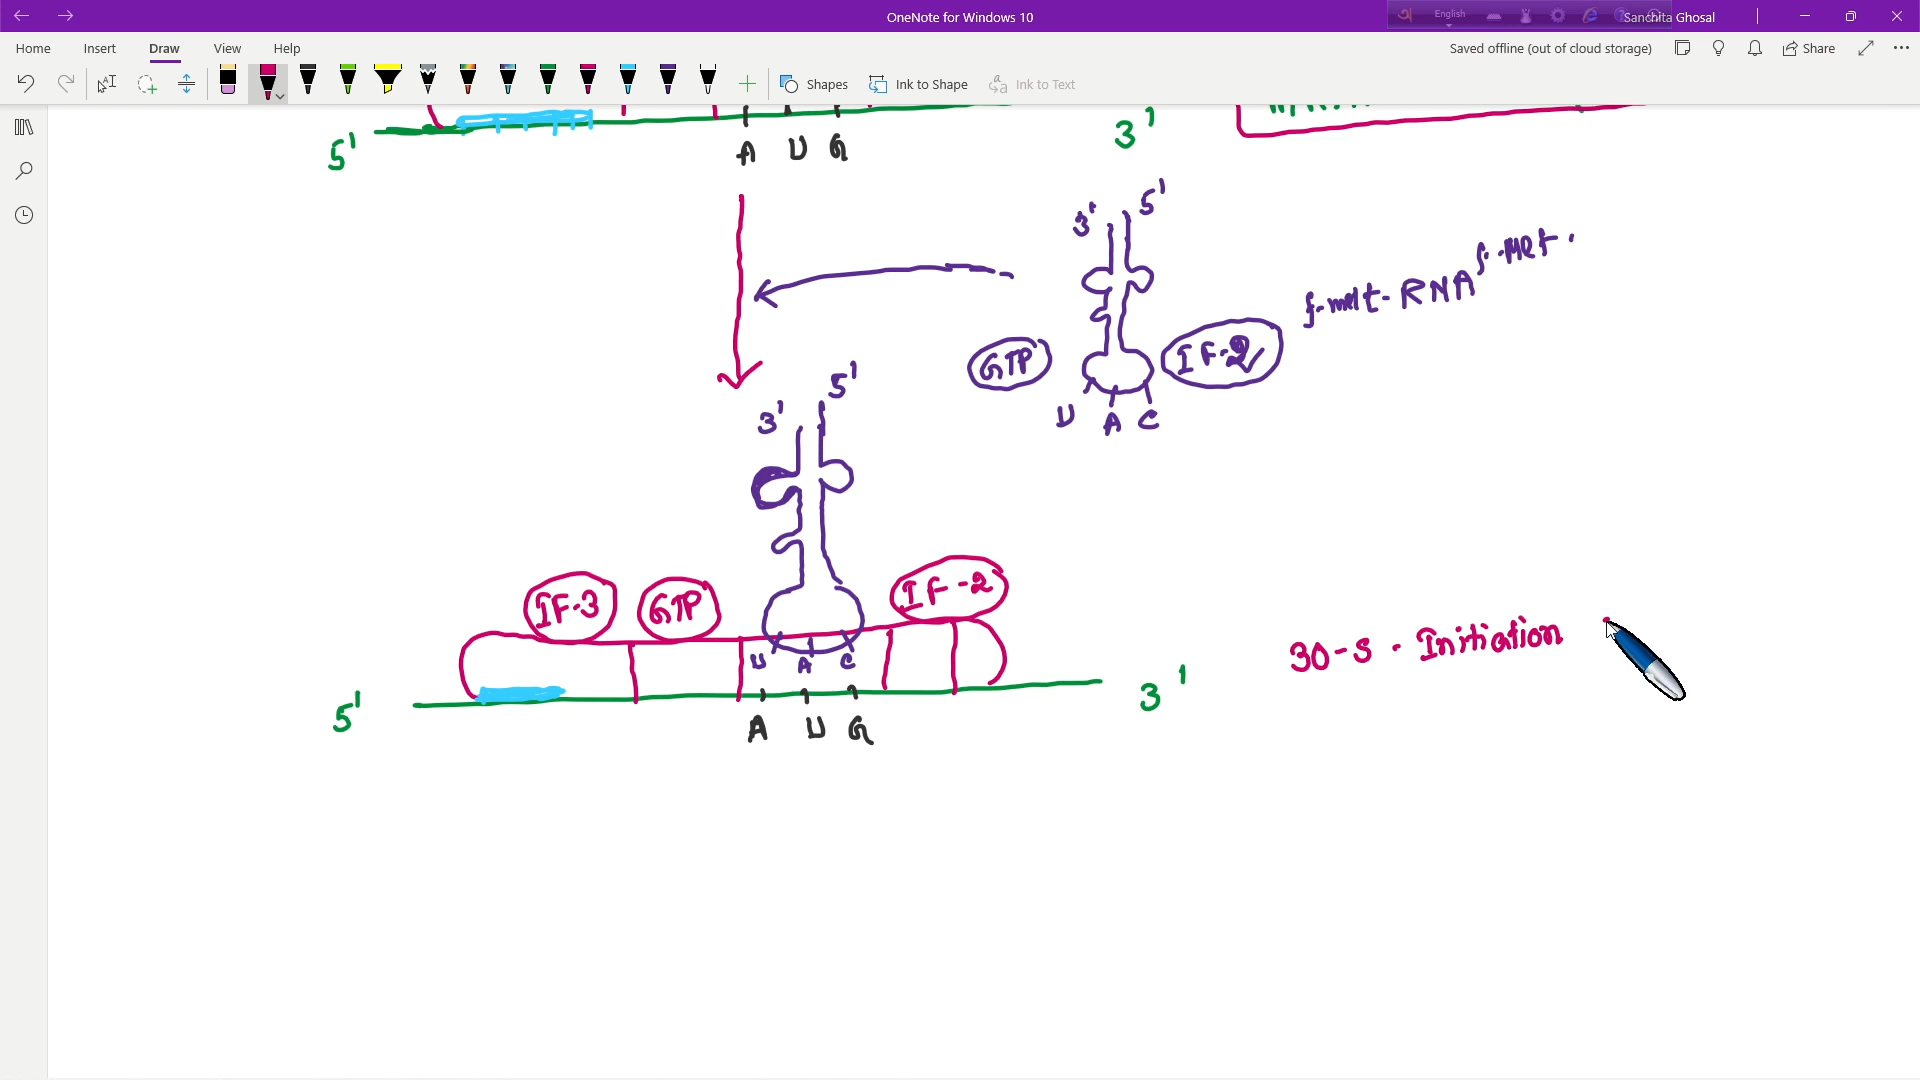 OneNote for Windows 10
English
Sanchita Ghosal
Home Insert Draw View Help
Saved offline (out of cloud storage)
Share
Shapes
Ink to Shape
Ink to Text
5' 3'
A U G
3' 5'
f-met-RNA f-Met.
GTP
IF-2
U A C
3' 5'
IF-3
GTP
IF-2
U A C
30-S - Initiation
5' 3'
A U G